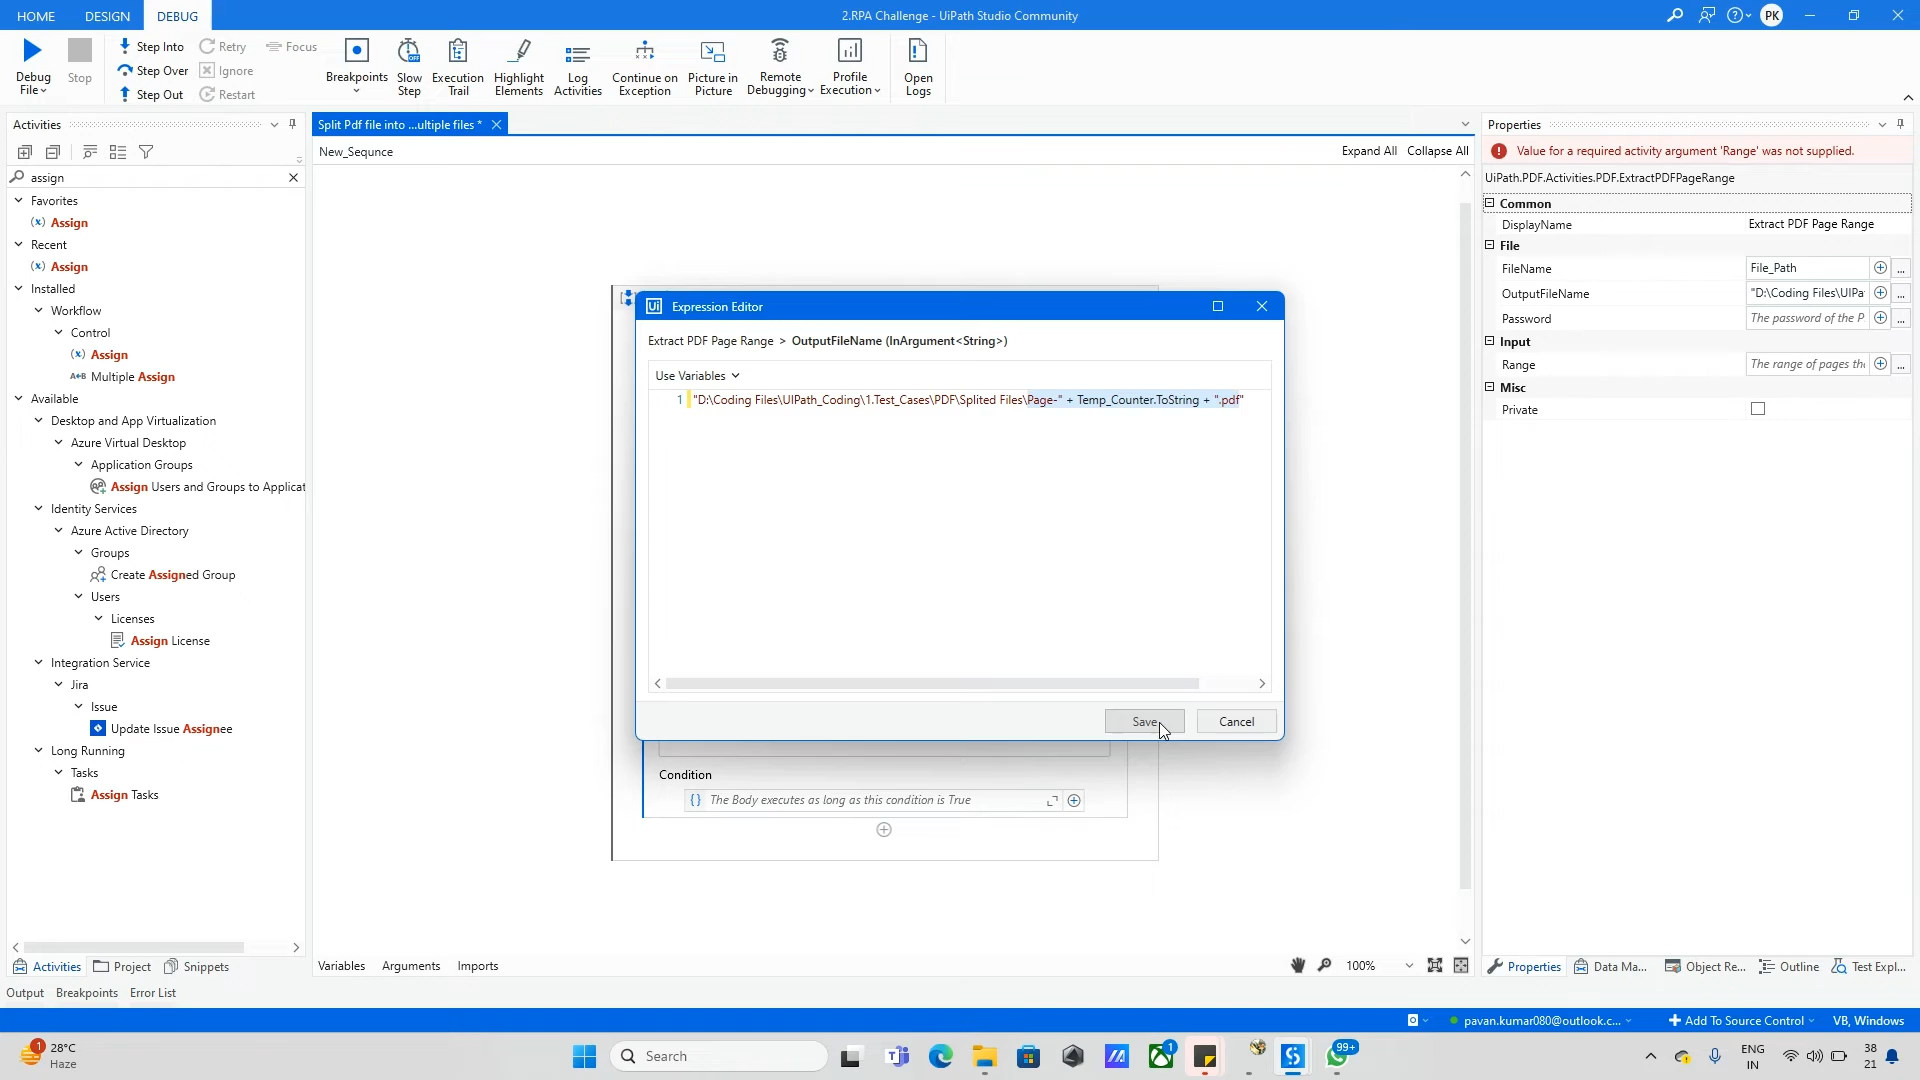 HOME DESIGN DEBUG
2.RPA Challenge - UiPath Studio Community
PK
Debug File
Stop
Step Into
Step Over
Step Out
Retry
Ignore
Restart
Focus
Breakpoints
Slow Step
Execution Trail
Highlight Elements
Log Activities
Continue on Exception
Picture in Picture
Remote Debugging
Profile Execution
Open Logs
Activities
assign
Favorites
Assign
Recent
Assign
Installed
Workflow
Control
Assign
Multiple Assign
Available
Desktop and App Virtualization
Azure Virtual Desktop
Application Groups
Assign Users and Groups to Applicat
Identity Services
Azure Active Directory
Groups
Create Assigned Group
Users
Licenses
Assign License
Integration Service
Jira
Issue
Update Issue Assignee
Long Running
Tasks
Assign Tasks
Activities Project Snippets
Output Breakpoints Error List
Split Pdf file into ...ultiple files *
New_Sequnce
Expand All Collapse All
Ui Expression Editor
Extract PDF Page Range > OutputFileName (InArgument<String>)
Use Variables
1 "D:\Coding Files\UIPath_Coding\1.Test_Cases\PDF\Splited Files\Page-" + Temp_Counter.ToString + ".pdf"
Save Cancel
Condition
{} The Body executes as long as this condition is True
Variables Arguments Imports
100%
Properties
Value for a required activity argument 'Range' was not supplied.
UiPath.PDF.Activities.PDF.ExtractPDFPageRange
Common
DisplayName Extract PDF Page Range
File
FileName File_Path ...
OutputFileName "D:\Coding Files\UIPa ...
Password The password of the P ...
Input
Range The range of pages the ...
Misc
Private
Properties Data Ma... Object Re... Outline Test Expl...
pavan.kumar080@outlook.c...
Add To Source Control
VB, Windows
1
28°C
Haze
Search
1
99+
ENG
IN
38
21